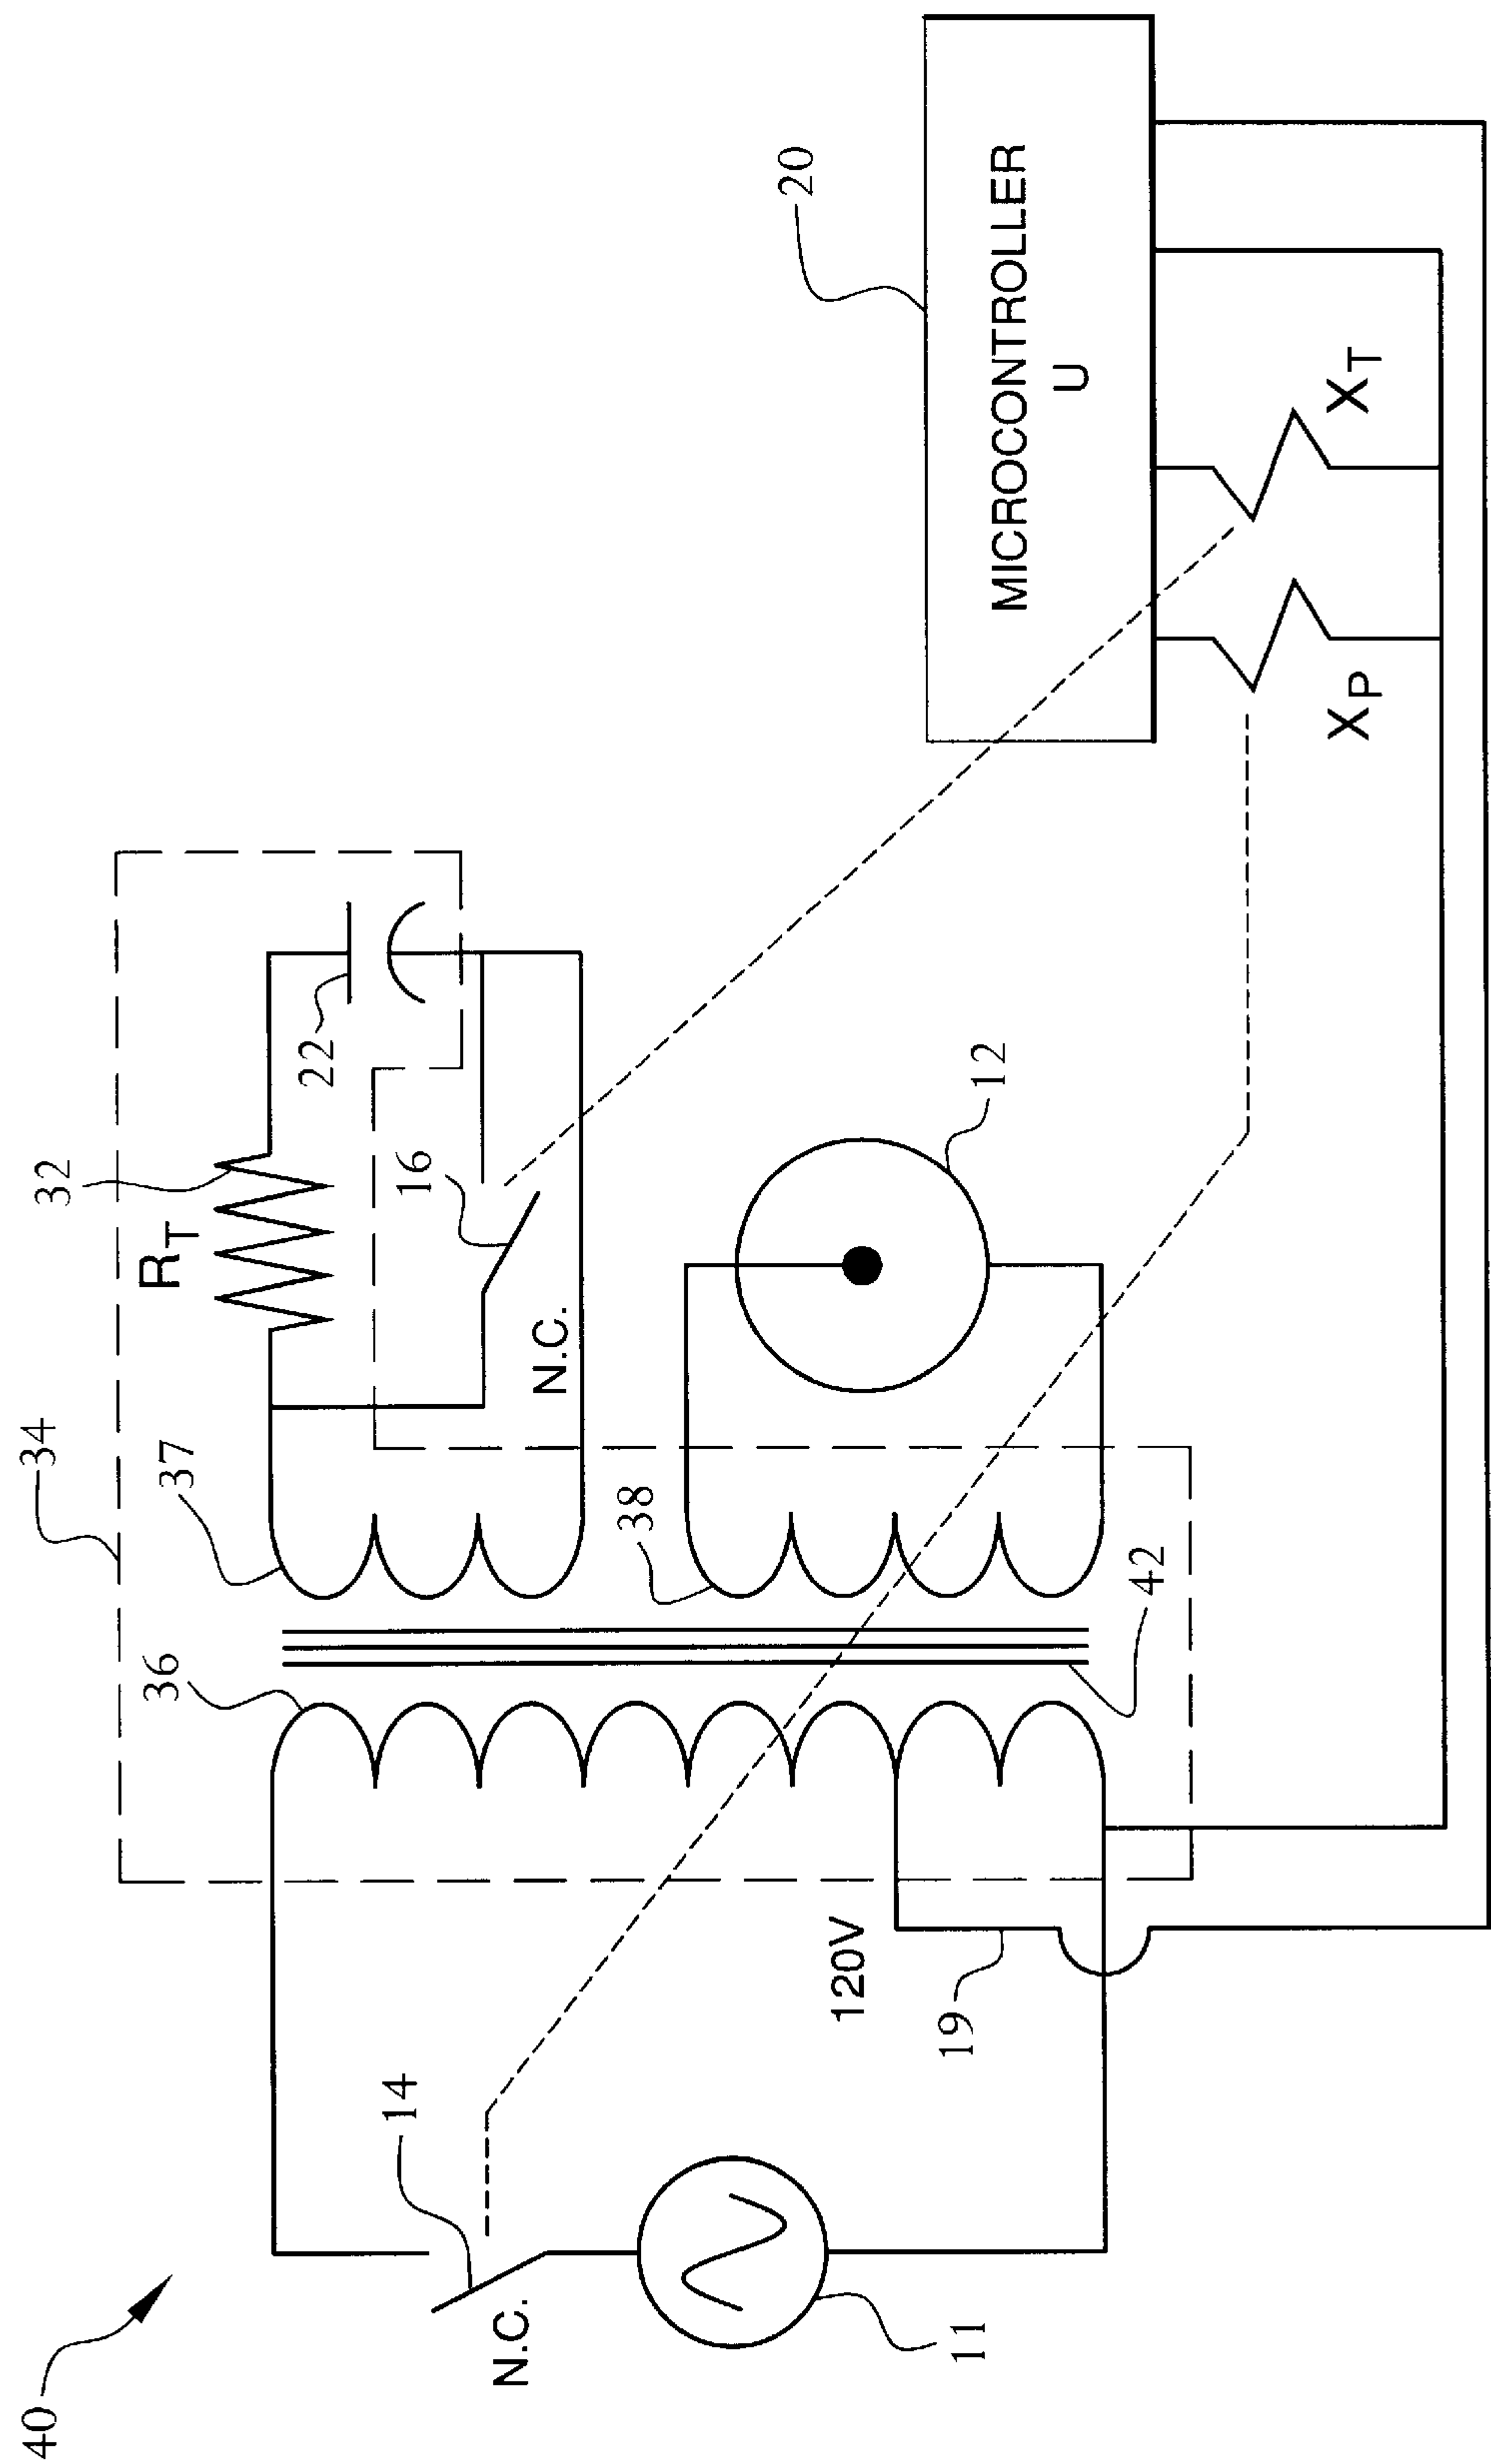 40
34
32
R_T
36
37
22
16
N.C.
14
N.C.
38
12
120V
19
42
11
20
MICROCONTROLLER
U
X_P
X_T